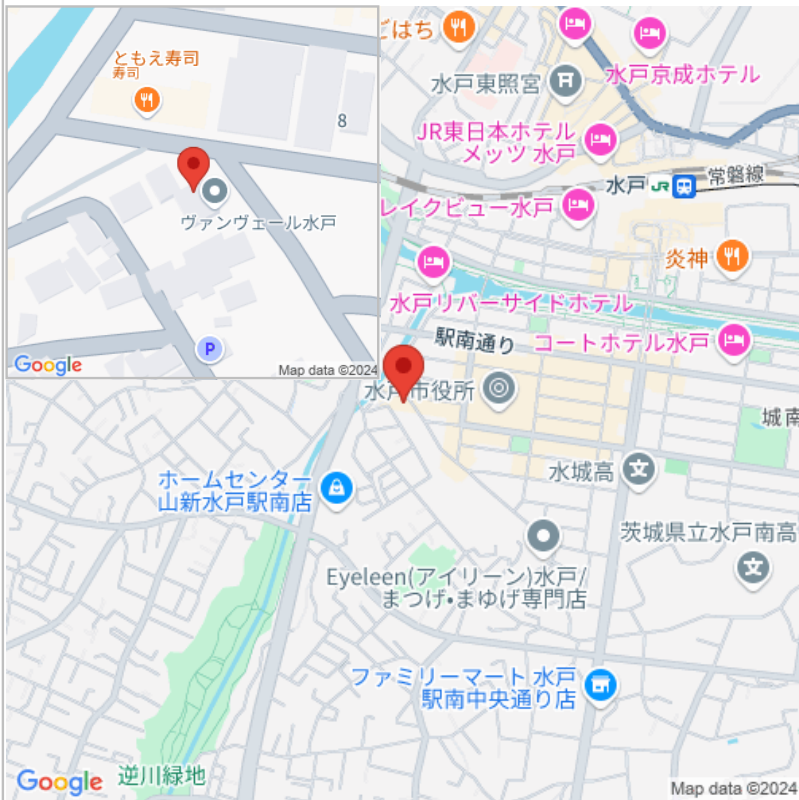 ともえ寿司
寿司
8
ヴァンヴェール水戸
P
Google
Map data ©2024
ごはち
水戸東照宮
水戸京成ホテル
JR東日本ホテル
メッツ 水戸
水戸
JR
常磐線
レイクビュー水戸
炎神
水戸リバーサイドホテル
駅南通り
コートホテル水戸
水戸市役所
城南
ホームセンター
山新水戸駅南店
水城高
文
茨城県立水戸南高
文
Eyeleen(アイリーン)水戸/
まつげ•まゆげ専門店
ファミリーマート 水戸
駅南中央通り店
Google
逆川緑地
Map data ©2024